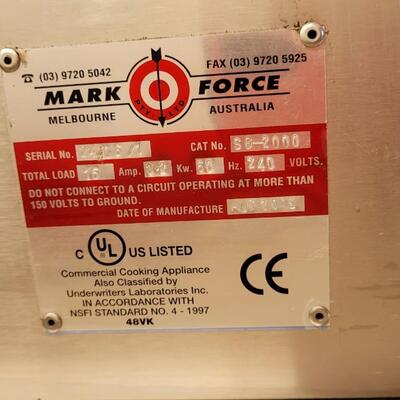 ☎ (03) 9720 5042 FAX (03) 9720 5925
MARK PTY LTD FORCE
MELBOURNE AUSTRALIA
SERIAL No. CAT No. SG-2000
TOTAL LOAD Amp. Kw. Hz. 240 VOLTS.
DO NOT CONNECT TO A CIRCUIT OPERATING AT MORE THAN
150 VOLTS TO GROUND.
DATE OF MANUFACTURE
C UL US LISTED
Commercial Cooking Appliance
Also Classified by
Underwriters Laboratories Inc.
IN ACCORDANCE WITH
NSFI STANDARD NO. 4 - 1997
48VK
CE